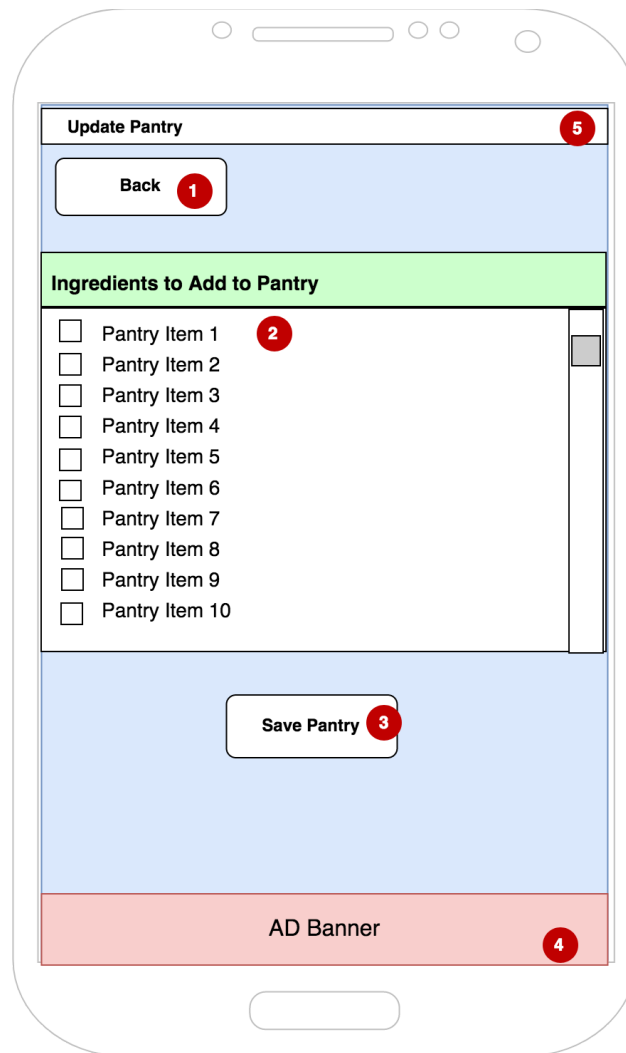 Update Pantry 5
Back 1
Ingredients to Add to Pantry
Pantry Item 1 2
Pantry Item 2
Pantry Item 3
Pantry Item 4
Pantry Item 5
Pantry Item 6
Pantry Item 7
Pantry Item 8
Pantry Item 9
Pantry Item 10
Save Pantry 3
AD Banner
4